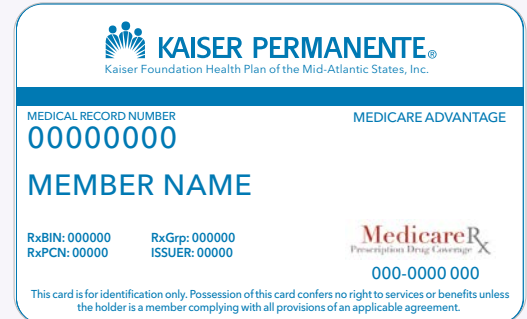 KAISER PERMANENTE®
Kaiser Foundation Health Plan of the Mid-Atlantic States, Inc.
MEDICAL RECORD NUMBER
MEDICARE ADVANTAGE
00000000
MEMBER NAME
RxBIN: 000000 RxGrp: 000000
RxPCN: 00000 ISSUER: 00000
MedicareRx
Prescription Drug Coverage
000-0000 000
This card is for identification only. Possession of this card confers no right to services or benefits unless
the holder is a member complying with all provisions of an applicable agreement.